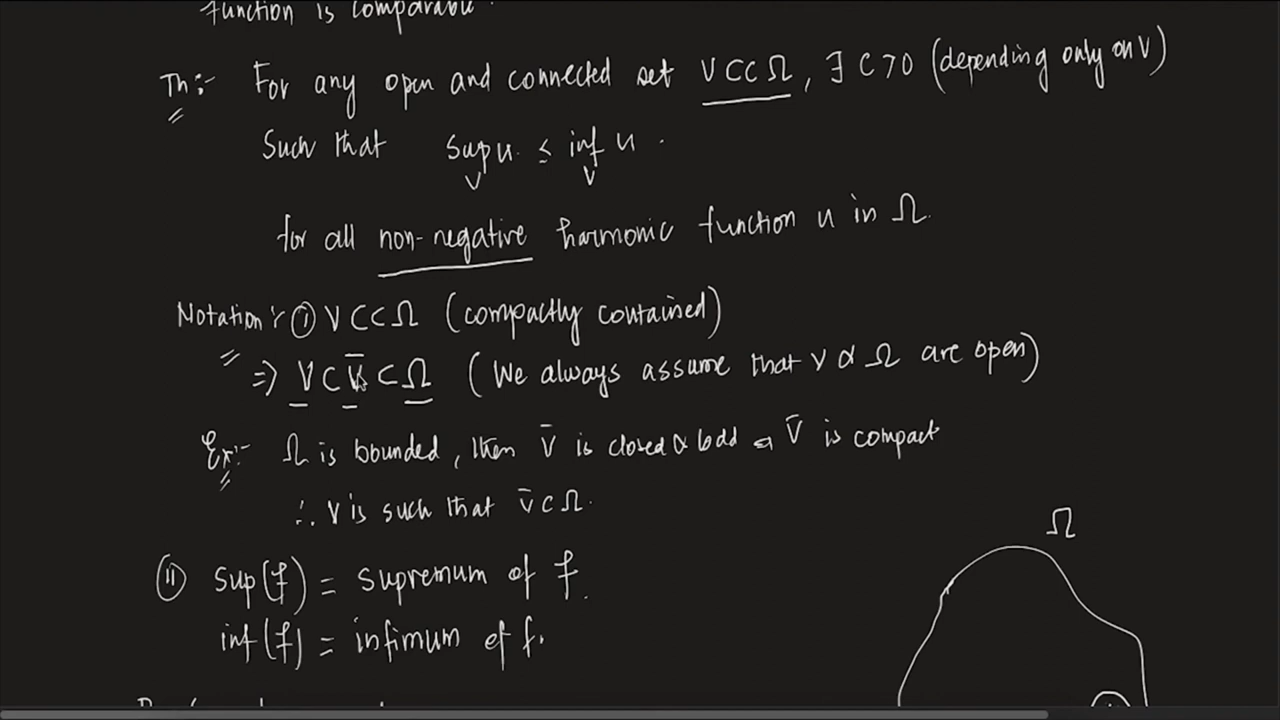 function is comparable.
Th:- For any open and connected set V⊂⊂Ω, ∃ C>0 (depending only on V)
Such that sup u ≤ inf u.
V V
for all non-negative harmonic function u in Ω.
Notation:- ⓘ V⊂⊂Ω (compactly contained)
⇒ V⊂V̄⊂Ω (We always assume that V & Ω are open)
Ex:- Ω is bounded, then V̄ is closed & bdd ⇒ V̄ is compact
∴ V is such that V̄⊂Ω.
Ω
ⓘⓘ Sup(f) = Supremum of f.
inf(f) = infimum of f.